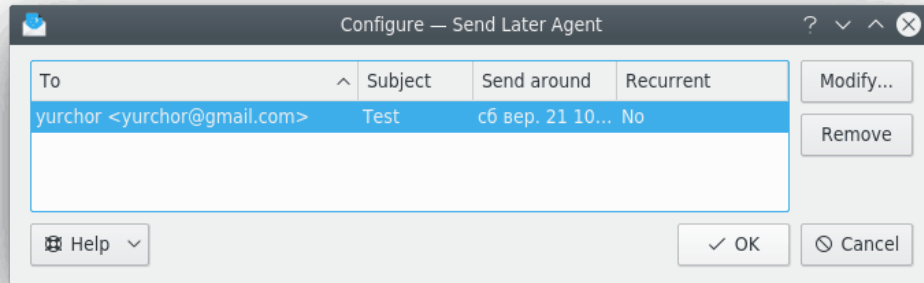 Configure — Send Later Agent
To Subject Send around Recurrent
yurchor <yurchor@gmail.com> Test сб вер. 21 10... No
Modify...
Remove
Help
OK
Cancel